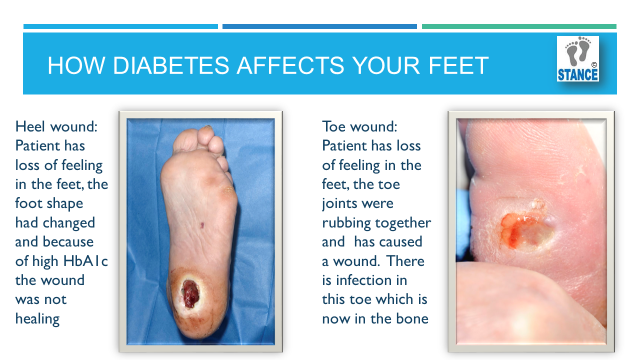 HOW DIABETES AFFECTS YOUR FEET
STANCE
©
Heel wound:
Patient has
loss of feeling
in the feet, the
foot shape
had changed
and because
of high HbA1c
the wound
was not
healing
Toe wound:
Patient has loss
of feeling in the
feet, the toe
joints were
rubbing together
and has caused
a wound. There
is infection in
this toe which is
now in the bone